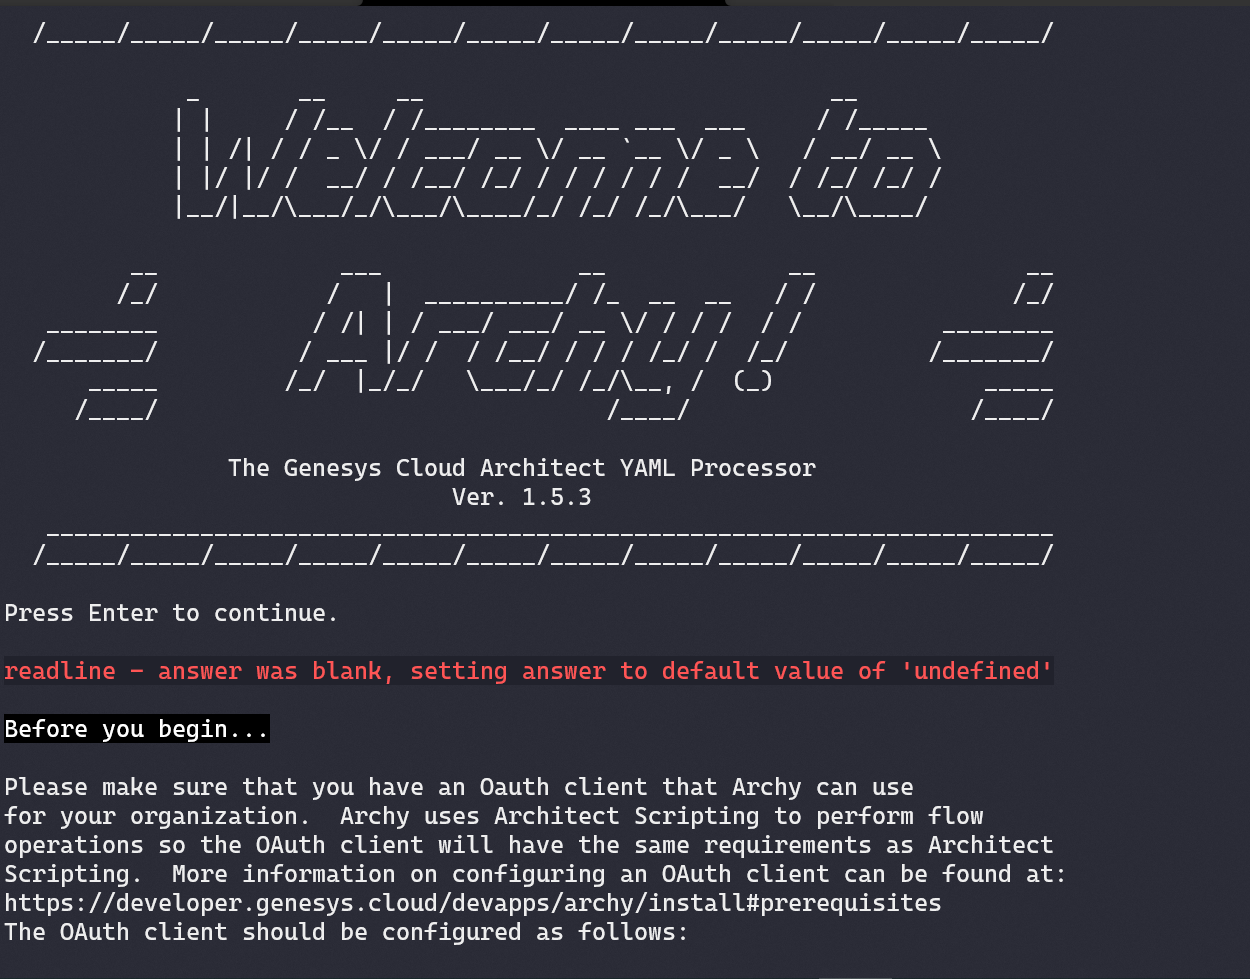 Welcome to
Archy!
The Genesys Cloud Architect YAML Processor
Ver. 1.5.3
Press Enter to continue.
readline - answer was blank, setting answer to default value of 'undefined'
Before you begin...
Please make sure that you have an Oauth client that Archy can use
for your organization.  Archy uses Architect Scripting to perform flow
operations so the OAuth client will have the same requirements as Architect
Scripting.  More information on configuring an OAuth client can be found at:
https://developer.genesys.cloud/devapps/archy/install#prerequisites
The OAuth client should be configured as follows: